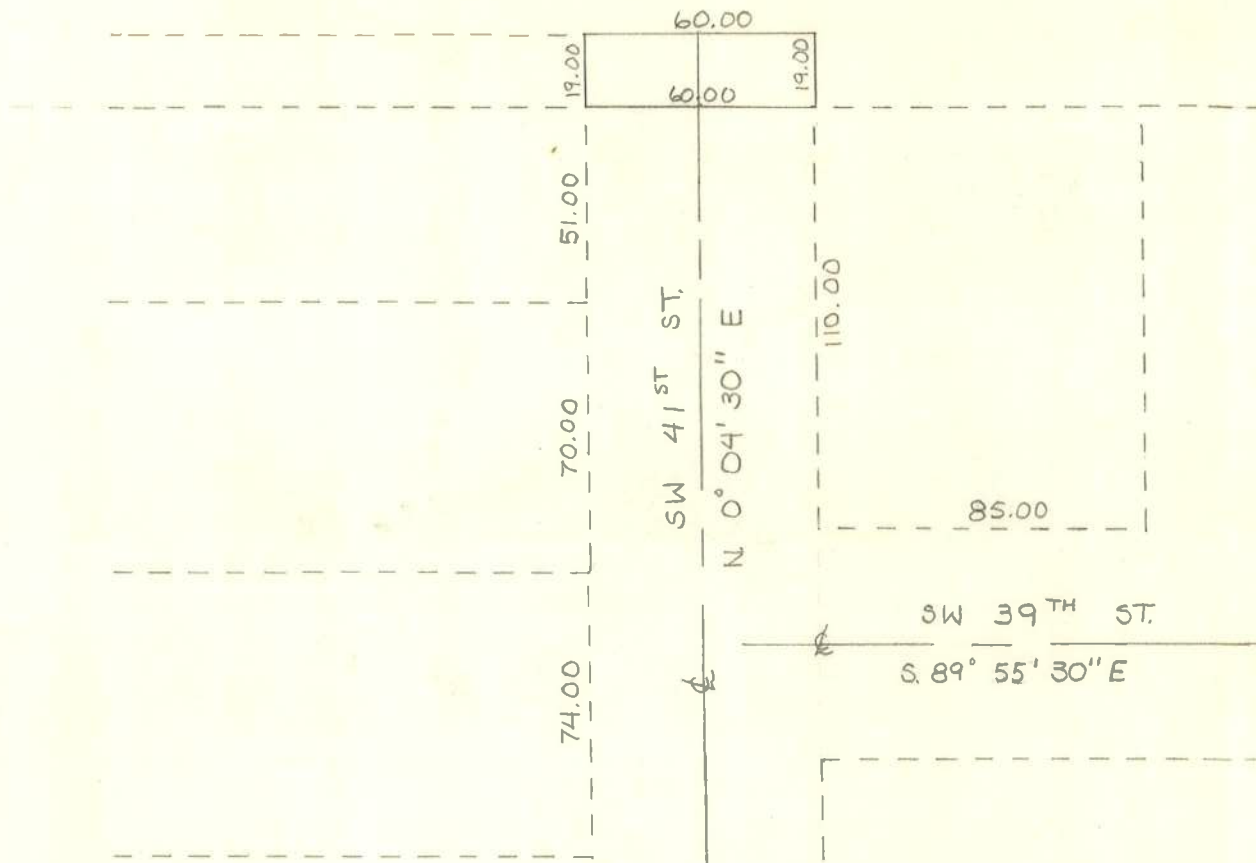 60.00
19.00
19.00
60.00
51.00
110.00
SW 41ST ST.
N 0° 04' 30" E
70.00
85.00
SW 39TH ST.
℄
S. 89° 55' 30" E
℄
74.00